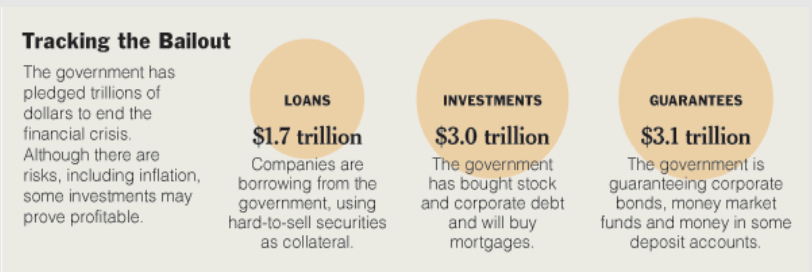 Tracking the Bailout
The government has
pledged trillions of
dollars to end the
financial crisis.
Although there are
risks, including inflation,
some investments may
prove profitable.
LOANS
$1.7 trillion
Companies are
borrowing from the
government, using
hard-to-sell securities
as collateral.
INVESTMENTS
$3.0 trillion
The government
has bought stock
and corporate debt
and will buy
mortgages.
GUARANTEES
$3.1 trillion
The government is
guaranteeing corporate
bonds, money market
funds and money in some
deposit accounts.